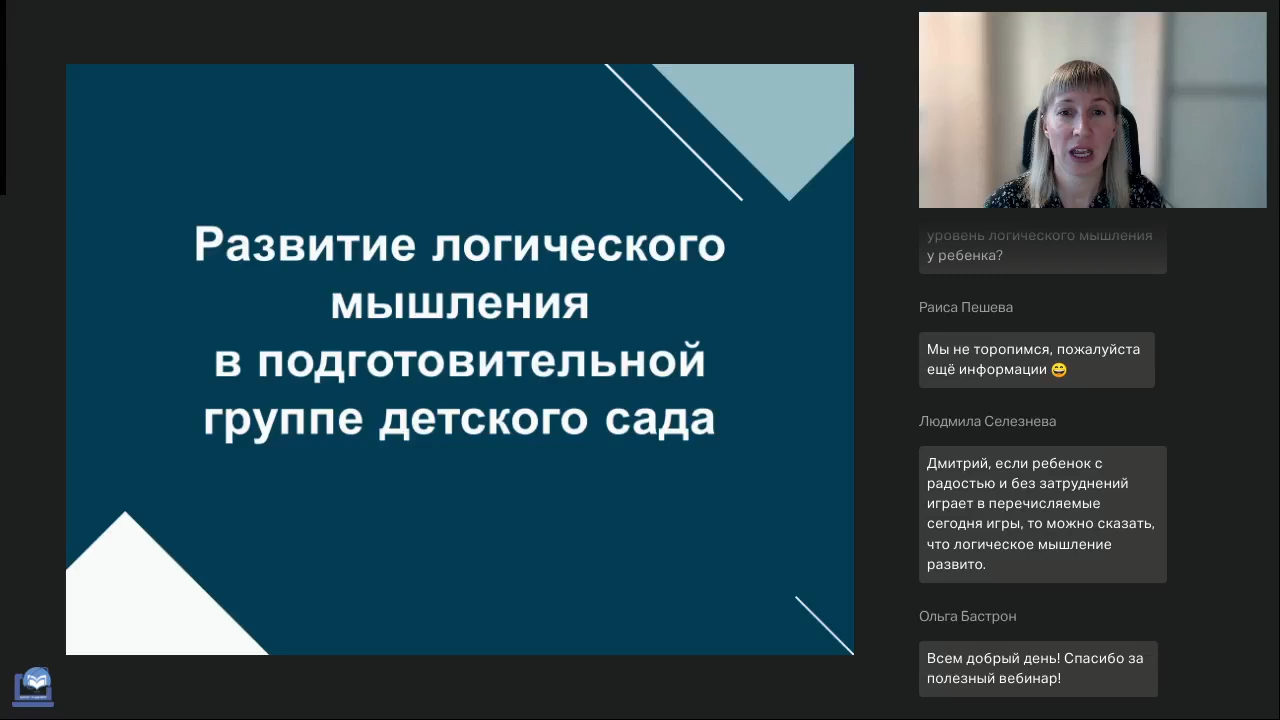 Развитие логического
мышления
в подготовительной
группе детского сада
уровень логического мышления
у ребенка?
Раиса Пешева
Мы не торопимся, пожалуйста
ещё информации 😄
Людмила Селезнева
Дмитрий, если ребенок с
радостью и без затруднений
играет в перечисляемые
сегодня игры, то можно сказать,
что логическое мышление
развито.
Ольга Бастрон
Всем добрый день! Спасибо за
полезный вебинар!